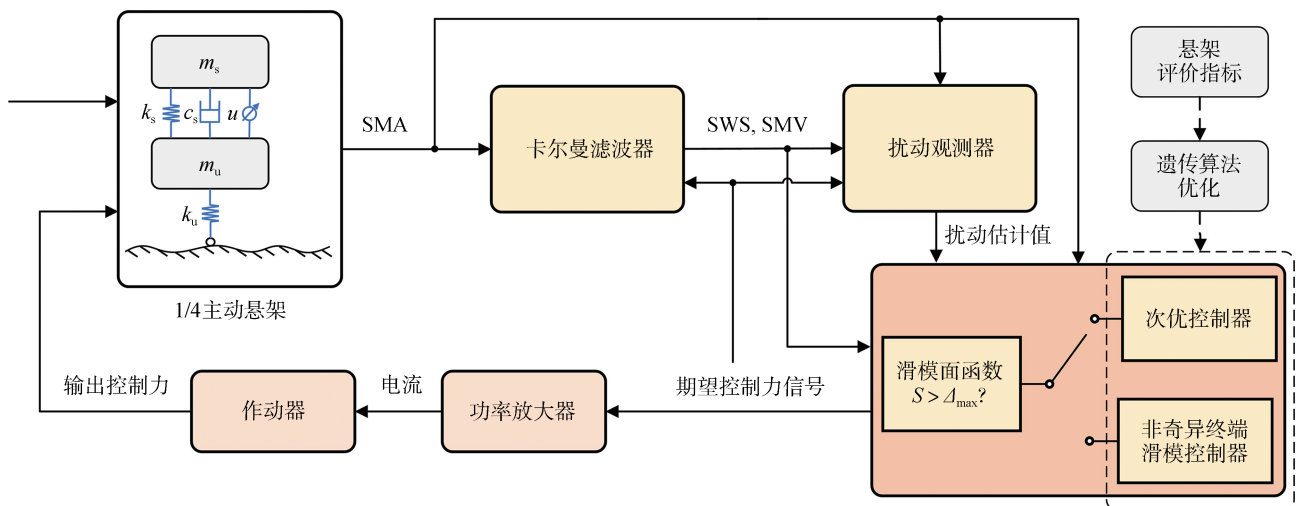 m_s
k_s
c_s
u
m_u
k_u
1/4主动悬架
SMA
卡尔曼滤波器
SWS, SMV
扰动观测器
扰动估计值
悬架
评价指标
遗传算法
优化
滑模面函数
S > Δ_max?
次优控制器
非奇异终端
滑模控制器
期望控制力信号
功率放大器
电流
作动器
输出控制力